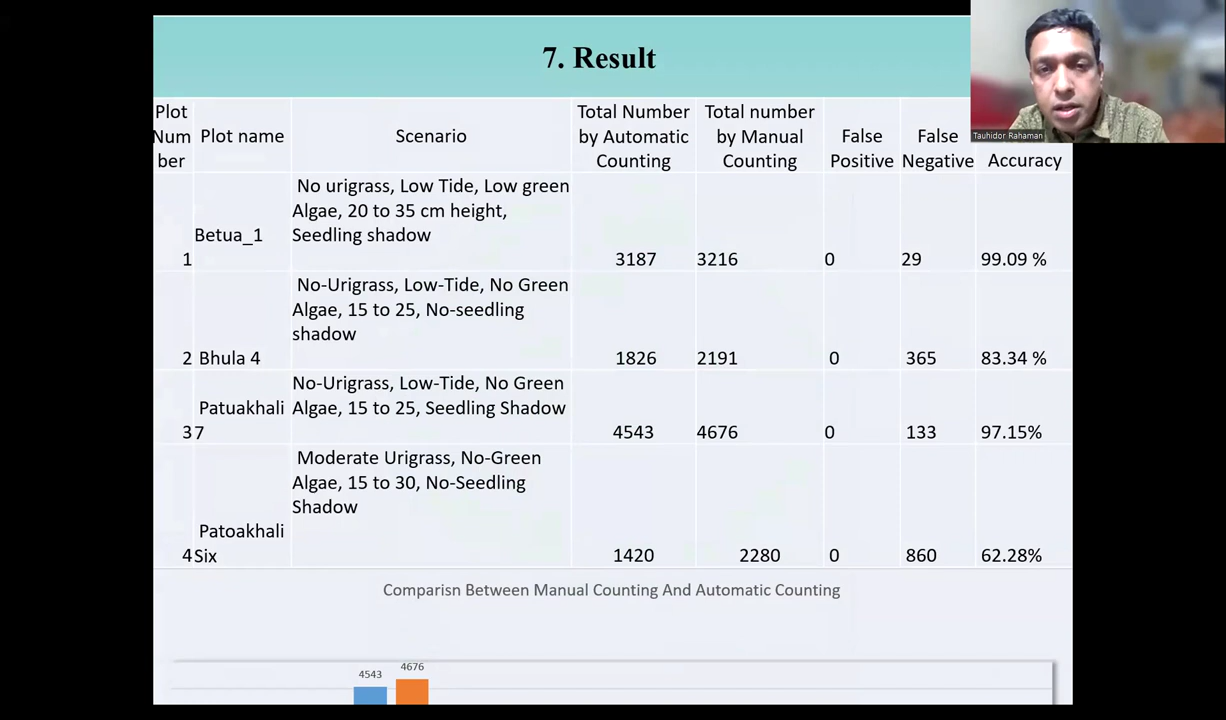 7. Result
Tauhidor Rahaman
Plot
Num
ber
Plot name
Scenario
Total Number
by Automatic
Counting
Total number
by Manual
Counting
False
Positive
False
Negative
Accuracy
No urigrass, Low Tide, Low green
Algae, 20 to 35 cm height,
Seedling shadow
Betua_1
1
3187
3216
0
29
99.09 %
No-Urigrass, Low-Tide, No Green
Algae, 15 to 25, No-seedling
shadow
2
Bhula 4
1826
2191
0
365
83.34 %
No-Urigrass, Low-Tide, No Green
Algae, 15 to 25, Seedling Shadow
Patuakhali
3
7
4543
4676
0
133
97.15%
Moderate Urigrass, No-Green
Algae, 15 to 30, No-Seedling
Shadow
Patoakhali
4
Six
1420
2280
0
860
62.28%
Comparisn Between Manual Counting And Automatic Counting
4543
4676